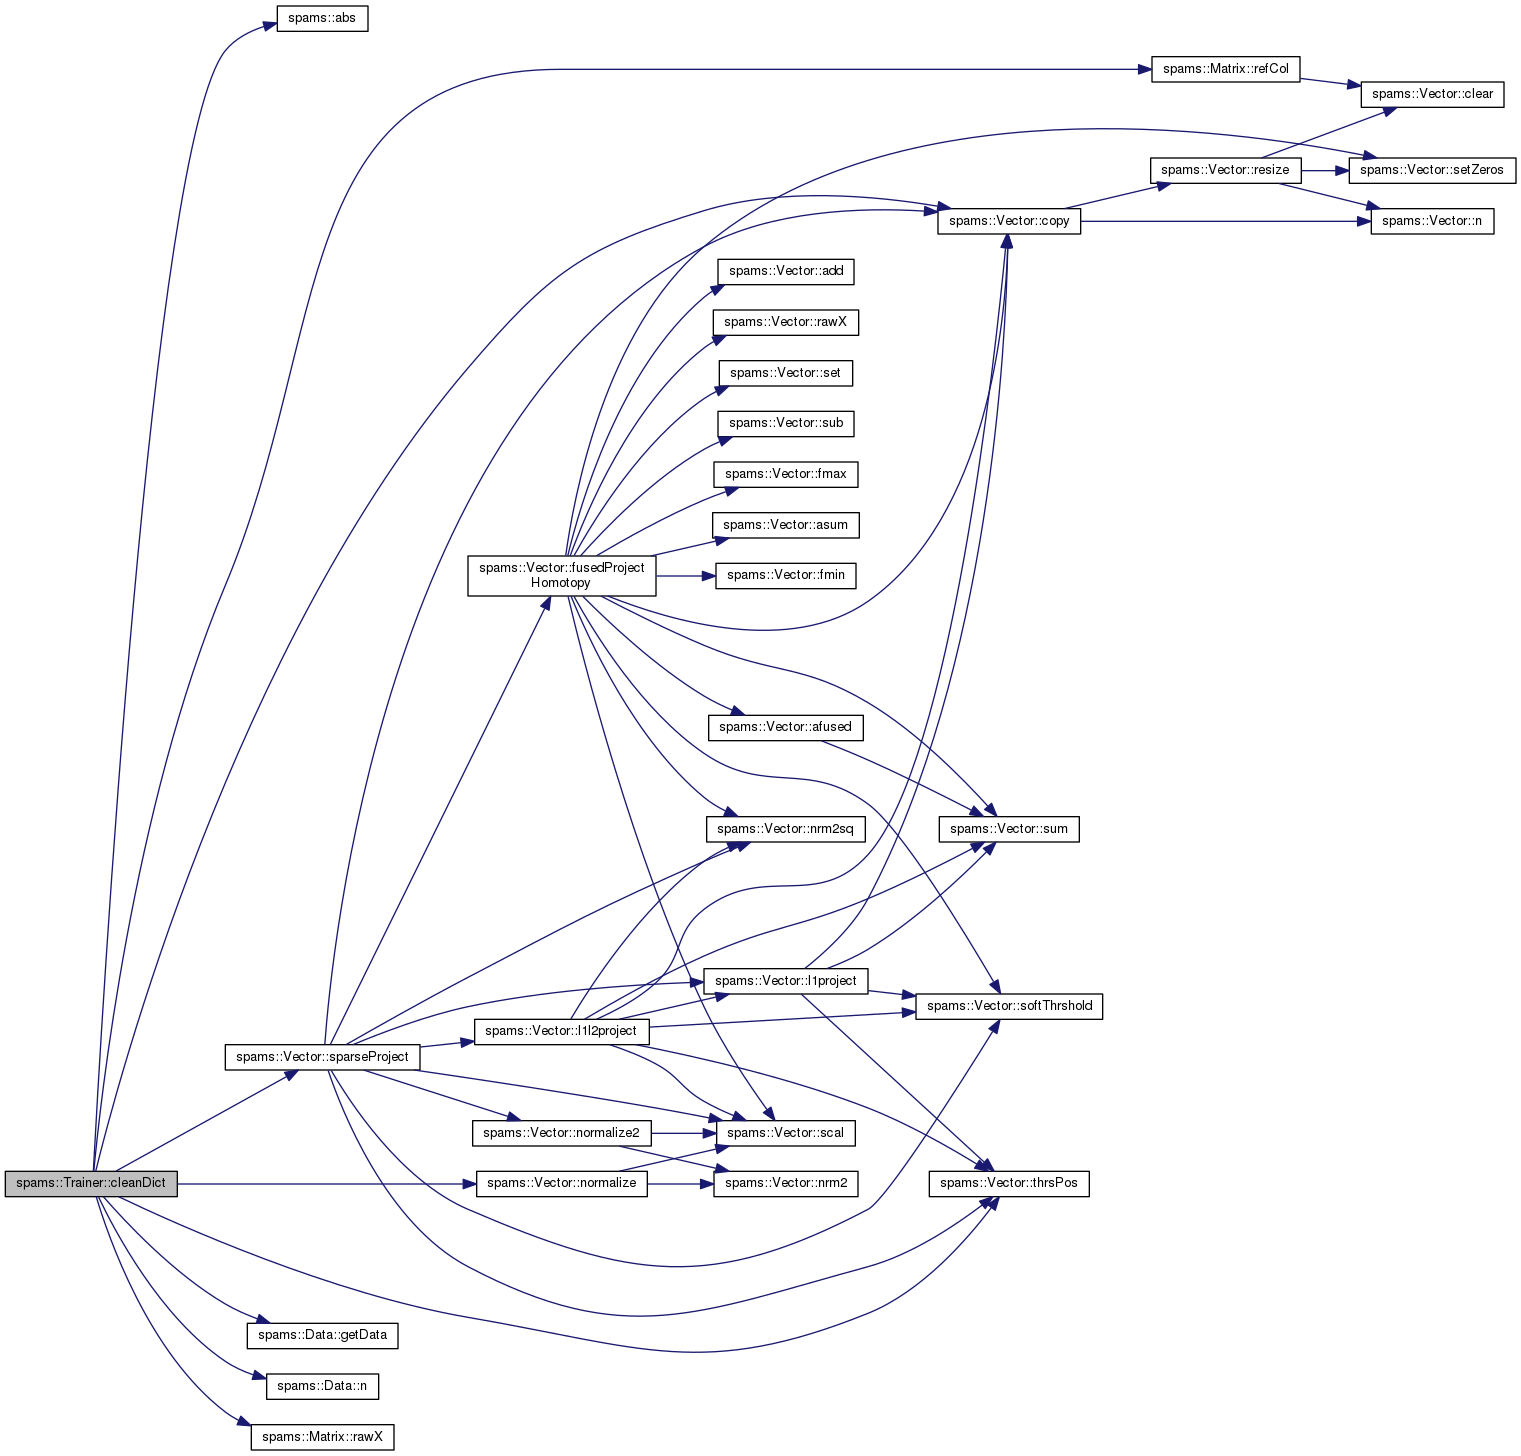 spams::abs
spams::Matrix::refCol
spams::Vector::clear
spams::Vector::resize
spams::Vector::setZeros
spams::Vector::copy
spams::Vector::n
spams::Vector::add
spams::Vector::rawX
spams::Vector::set
spams::Vector::sub
spams::Vector::fmax
spams::Vector::asum
spams::Vector::fusedProject
Homotopy
spams::Vector::fmin
spams::Vector::afused
spams::Vector::nrm2sq
spams::Vector::sum
spams::Vector::l1project
spams::Vector::softThrshold
spams::Vector::l1l2project
spams::Vector::sparseProject
spams::Vector::normalize2
spams::Vector::scal
spams::Trainer::cleanDict
spams::Vector::normalize
spams::Vector::nrm2
spams::Vector::thrsPos
spams::Data::getData
spams::Data::n
spams::Matrix::rawX